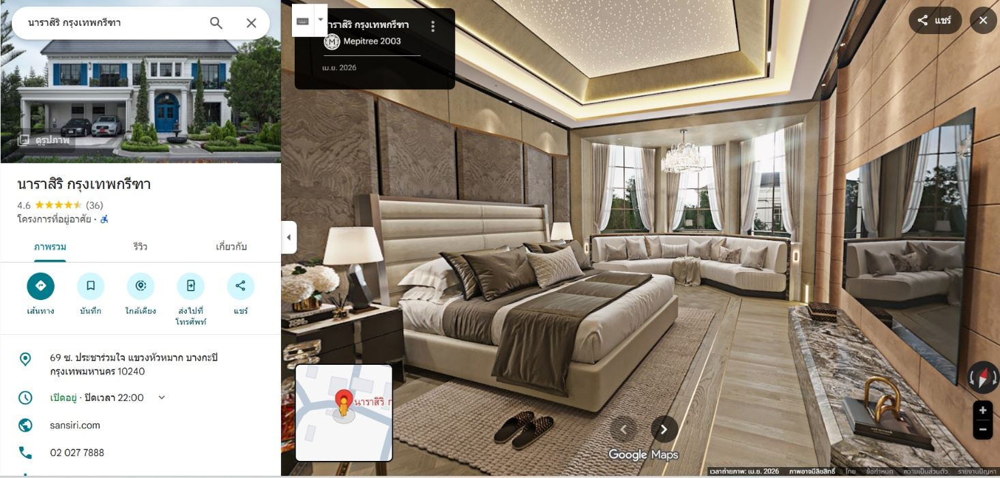 นาราสิริ กรุงเทพกรีฑา
ดูรูปภาพ
นาราสิริ กรุงเทพกรีฑา
4.6 (36)
โครงการที่อยู่อาศัย ·
ภาพรวม รีวิว เกี่ยวกับ
เส้นทาง บันทึก ใกล้เคียง ส่งไปที่ แชร์
โทรศัพท์
69 ซ. ประชาร่วมใจ แขวงหัวหมาก บางกะปิ
กรุงเทพมหานคร 10240
เปิดอยู่ · ปิดเวลา 22:00
sansiri.com
02 027 7888
าราสิริ กรุงเทพกรีฑา
M Mepitree 2003
เม.ย. 2026
แชร์
นาราสิริ ก
Google Maps
เวลาถ่ายภาพ: เม.ย. 2026 ภาพอาจมีลิขสิทธิ์ ไทย ข้อกำหนด ความเป็นส่วนตัว รายงานปัญหา